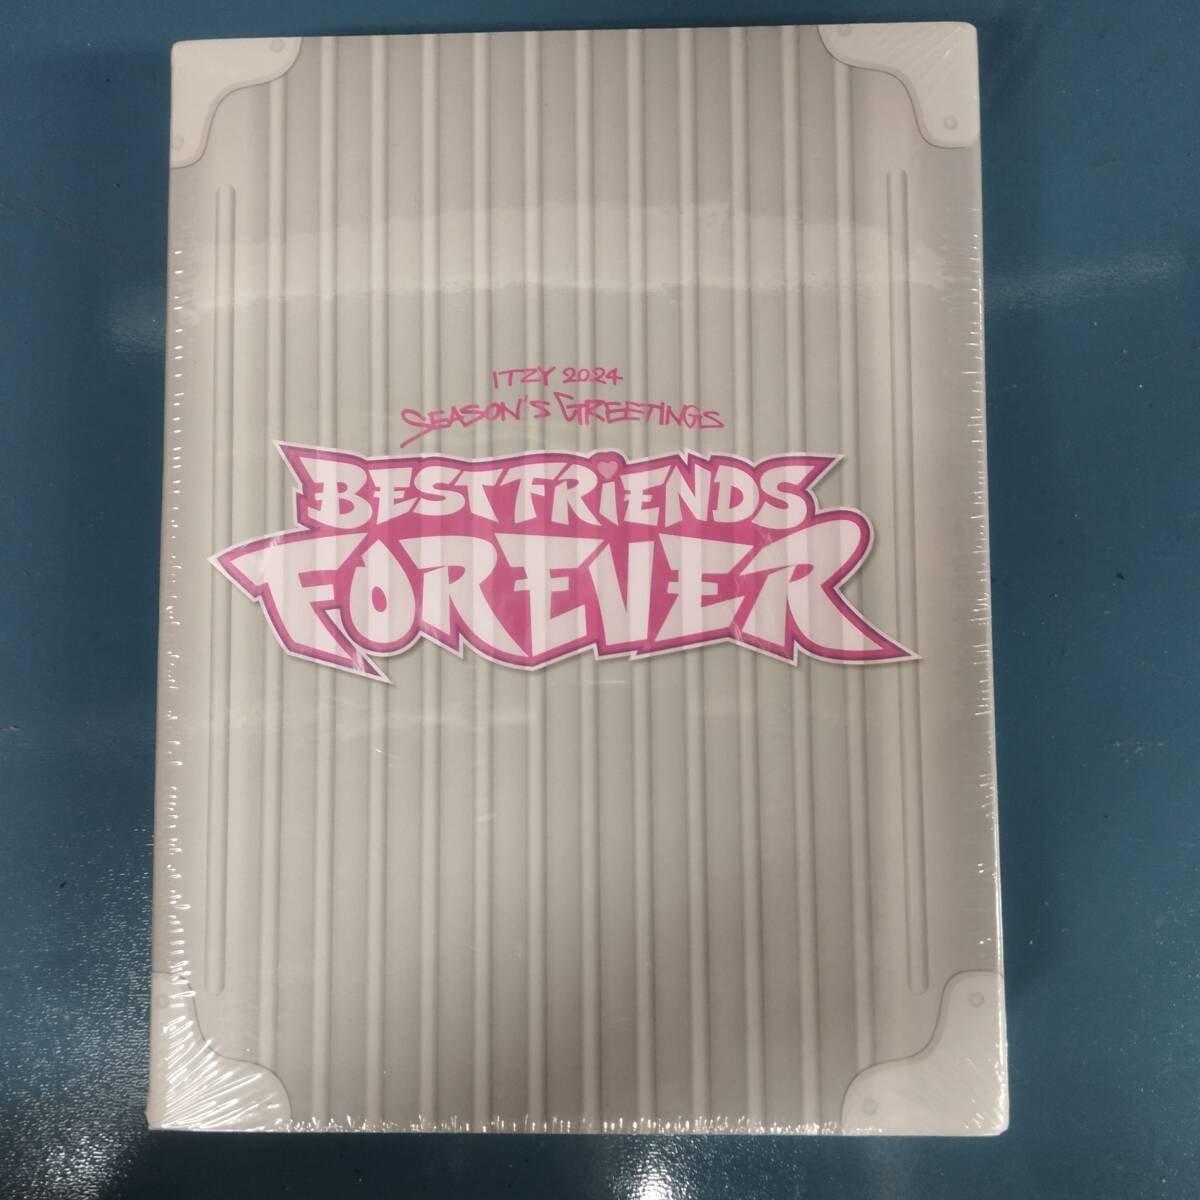 ITZY 2024
SEASON'S GREETINGS
BEST FRiENDS
FOREVER